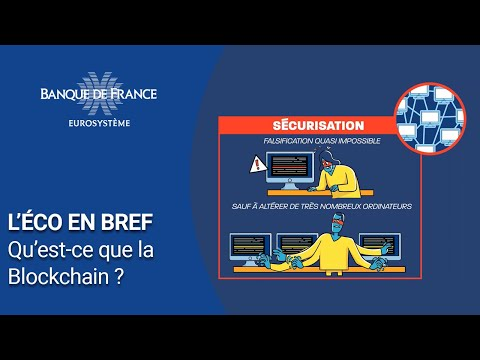 BANQUE DE FRANCE
EUROSYSTÈME
L'ÉCO EN BREF
Qu'est-ce que la
Blockchain ?
SÉCURISATION
FALSIFICATION QUASI IMPOSSIBLE
SAUF À ALTÉRER DE TRÈS NOMBREUX ORDINATEURS